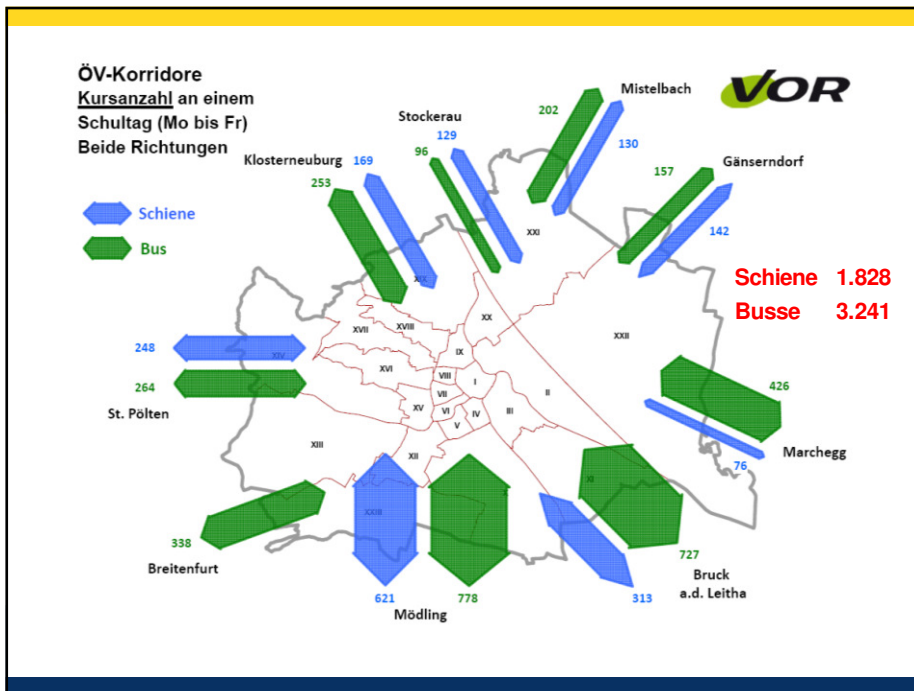 ÖV-Korridore
Kursanzahl an einem
Schultag (Mo bis Fr)
Beide Richtungen
Schiene
Bus
VOR
Mistelbach
202
130
Stockerau
129
96
Klosterneuburg
169
253
Gänserndorf
157
142
Schiene 1.828
Busse 3.241
XXI
XIX
XX
XXII
XVII
XVIII
IX
XIV
XVI
VIII
I
II
VII
XV
VI
IV
III
V
XIII
XII
XI
XXIII
248
264
St. Pölten
426
76
Marchegg
338
Breitenfurt
621
778
Mödling
727
313
Bruck
a.d. Leitha